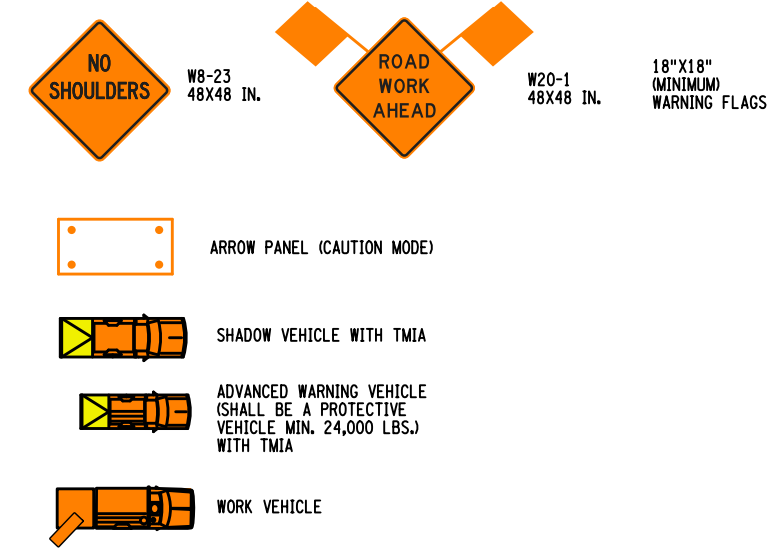 NO
SHOULDERS
W8-23
48X48 IN.
ROAD
WORK
AHEAD
W20-1
48X48 IN.
18"X18"
(MINIMUM)
WARNING FLAGS
ARROW PANEL (CAUTION MODE)
SHADOW VEHICLE WITH TMIA
ADVANCED WARNING VEHICLE
(SHALL BE A PROTECTIVE
VEHICLE MIN. 24,000 LBS.)
WITH TMIA
WORK VEHICLE